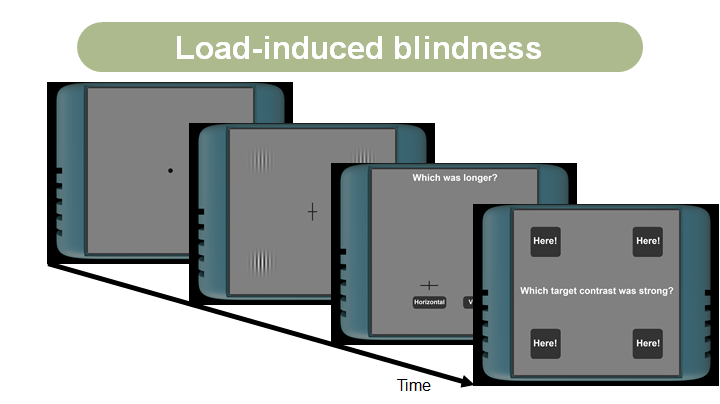 Load-induced blindness
Which was longer?
Horizontal
Here!
Here!
Which target contrast was strong?
Here!
Here!
Time